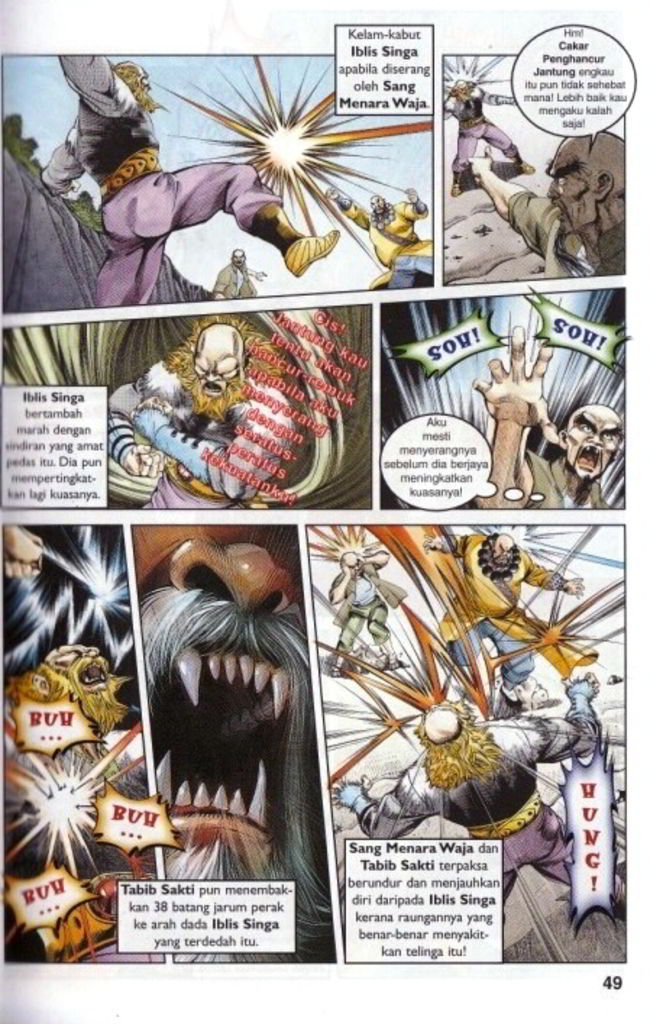 Kelam-kabut
Iblis Singa
apabila diserang
oleh Sang
Menara Waja.
Hm!
Cakar
Penghancur
Jantung engkau
itu pun tidak sehebat
mana! Lebih baik kau
mengaku kalah
saja!
Iblis Singa
bertambah
marah dengan
sindiran yang amat
pedas itu. Dia pun
mempertingkat-
kan lagi kuasanya.
Cis!
Jantung kau
akan
hancur-remuk
apabila aku
menyerang
dengan
seratus-
peratus
kekuatanku!
SOH!
SOH!
Aku
mesti
menyerangnya
sebelum dia berjaya
meningkatkan
kuasanya!
BUH
...
BUH
...
BUH
...
Tabib Sakti pun menembak-
kan 38 batang jarum perak
ke arah dada Iblis Singa
yang terdedah itu.
HUNG!
Sang Menara Waja dan
Tabib Sakti terpaksa
berundur dan menjauhkan
diri daripada Iblis Singa
kerana raungannya yang
benar-benar menyakit-
kan telinga itu!
49